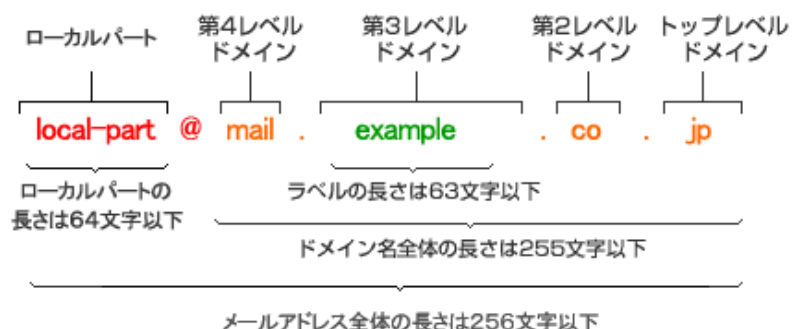 ローカルパート
第4レベル
ドメイン
第3レベル
ドメイン
第2レベル
ドメイン
トップレベル
ドメイン
local-part @ mail . example . co . jp
ローカルパートの
長さは64文字以下
ラベルの長さは63文字以下
ドメイン名全体の長さは255文字以下
メールアドレス全体の長さは256文字以下